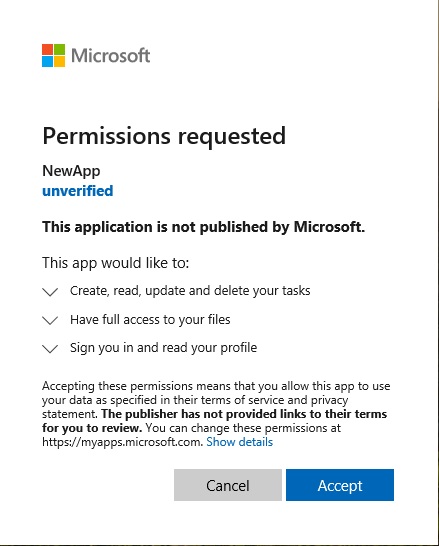 Microsoft
Permissions requested
NewApp
unverified
This application is not published by Microsoft.
This app would like to:
Create, read, update and delete your tasks
Have full access to your files
Sign you in and read your profile
Accepting these permissions means that you allow this app to use
your data as specified in their terms of service and privacy
statement. The publisher has not provided links to their terms
for you to review. You can change these permissions at
https://myapps.microsoft.com. Show details
Cancel Accept